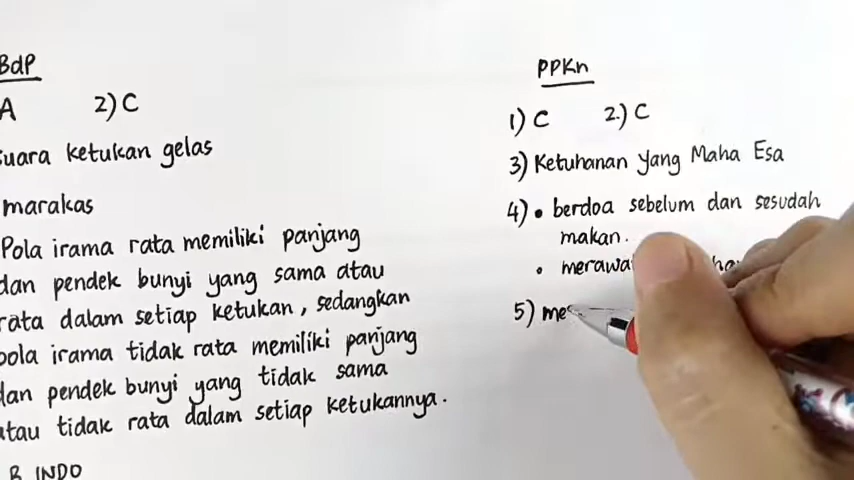 BdP
A 2) C
suara ketukan gelas
marakas
Pola irama rata memiliki panjang
dan pendek bunyi yang sama atau
rata dalam setiap ketukan, sedangkan
pola irama tidak rata memiliki panjang
dan pendek bunyi yang tidak sama
atau tidak rata dalam setiap ketukannya.
B. INDO
PPKn
1) C 2.) C
3) Ketuhanan Yang Maha Esa
4) • berdoa sebelum dan sesudah
makan.
• merawa
5) me